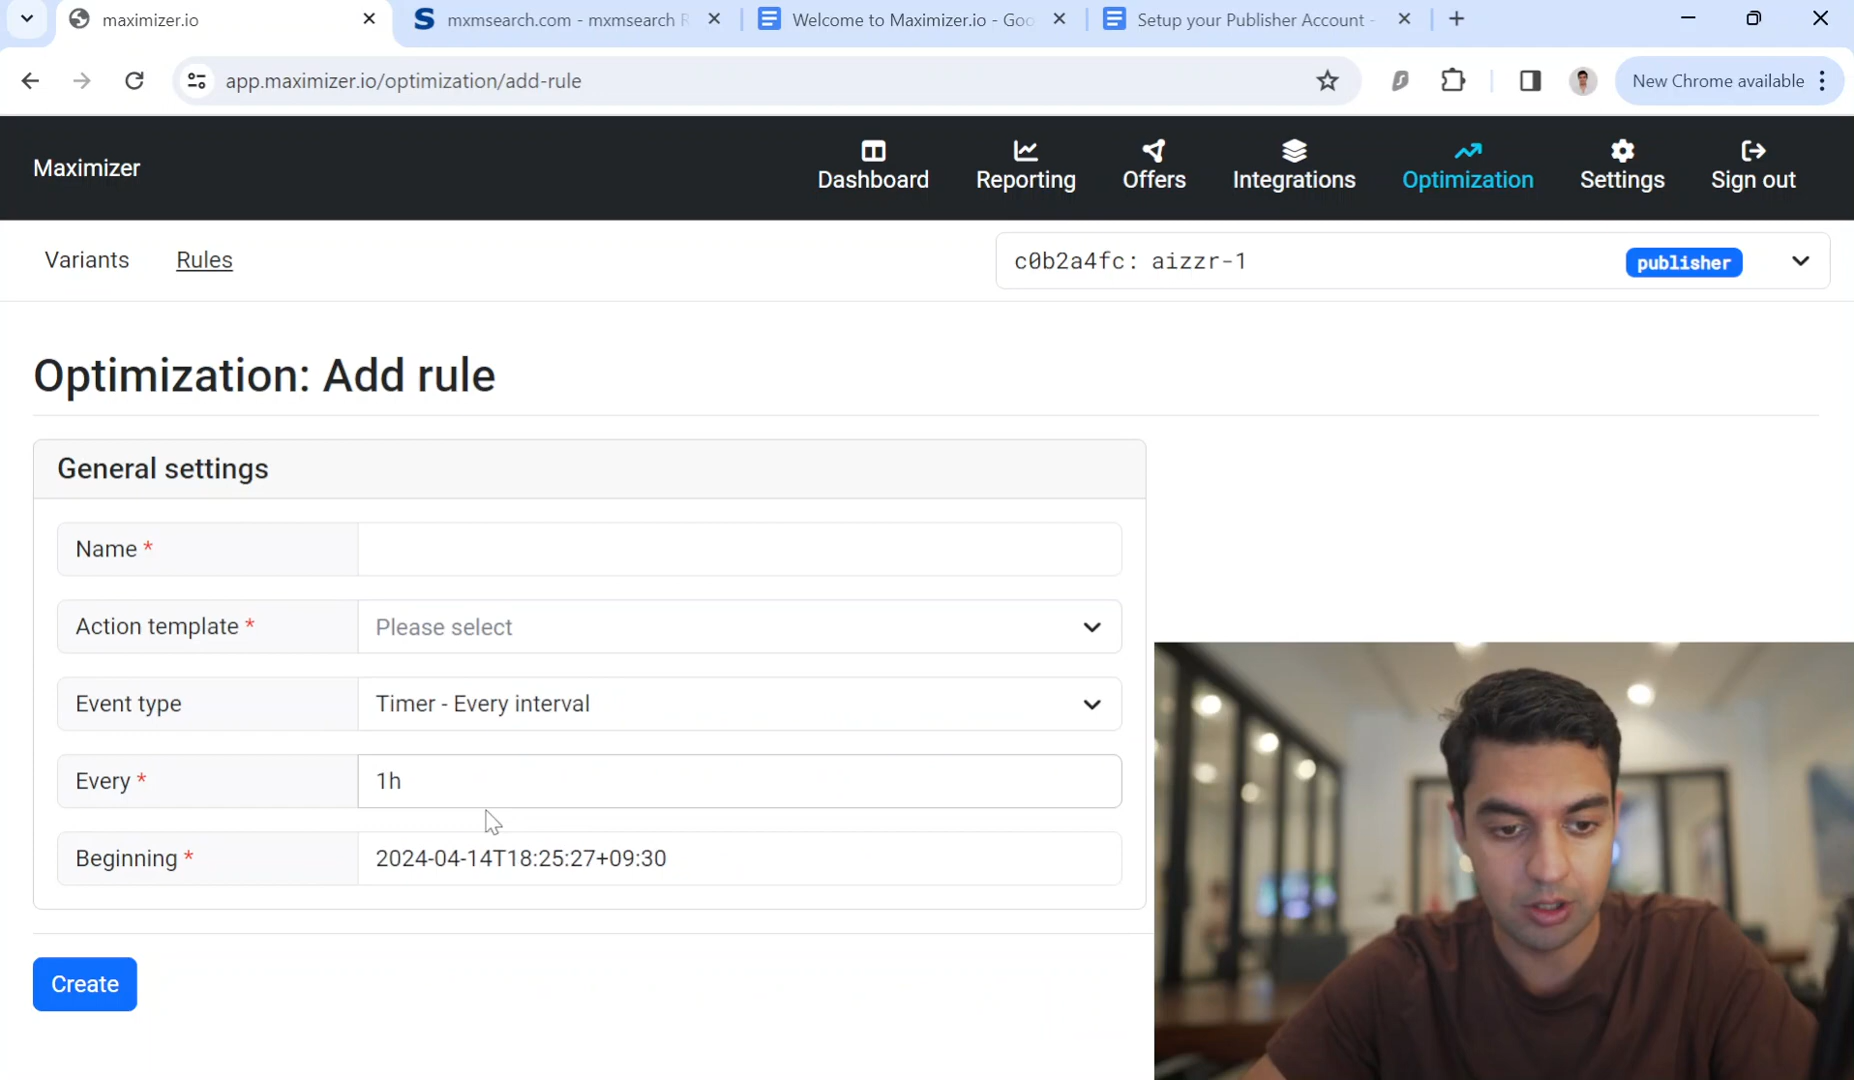 maximizer.io
mxmsearch.com - mxmsearch R
Welcome to Maximizer.io - Goo
Setup your Publisher Account -
app.maximizer.io/optimization/add-rule
New Chrome available
Maximizer
Dashboard
Reporting
Offers
Integrations
Optimization
Settings
Sign out
Variants
Rules
c0b2a4fc: aizzr-1
publisher
Optimization: Add rule
General settings
Name *
Action template *
Please select
Event type
Timer - Every interval
Every *
1h
Beginning *
2024-04-14T18:25:27+09:30
Create